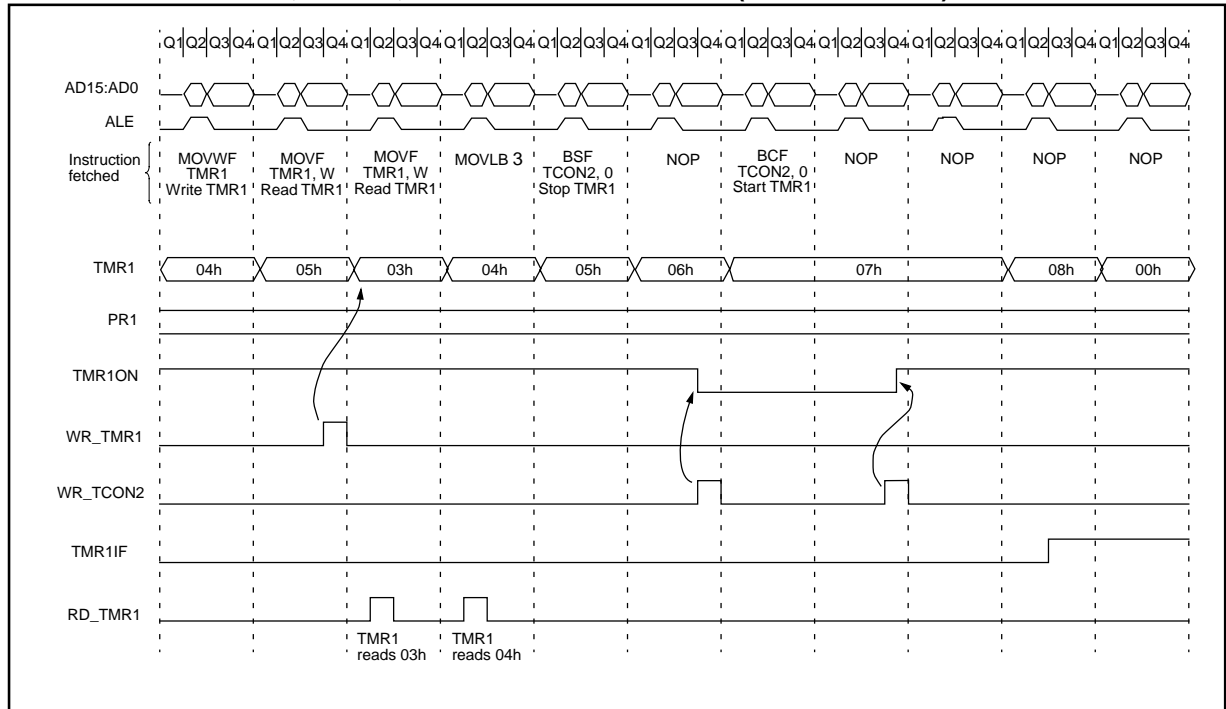 Q1 Q2 Q3 Q4 Q1 Q2 Q3 Q4 Q1 Q2 Q3 Q4 Q1 Q2 Q3 Q4 Q1 Q2 Q3 Q4 Q1 Q2 Q3 Q4 Q1 Q2 Q3 Q4 Q1 Q2 Q3 Q4 Q1 Q2 Q3 Q4 Q1 Q2 Q3 Q4 Q1 Q2 Q3 Q4
AD15:AD0
ALE
Instruction
fetched
MOVWF
TMR1
Write TMR1
MOVF
TMR1, W
Read TMR1
MOVF
TMR1, W
Read TMR1
MOVLB 3
BSF
TCON2, 0
Stop TMR1
NOP
BCF
TCON2, 0
Start TMR1
NOP
NOP
NOP
NOP
TMR1
04h
05h
03h
04h
05h
06h
07h
08h
00h
PR1
TMR1ON
WR_TMR1
WR_TCON2
TMR1IF
RD_TMR1
TMR1
reads 03h
TMR1
reads 04h